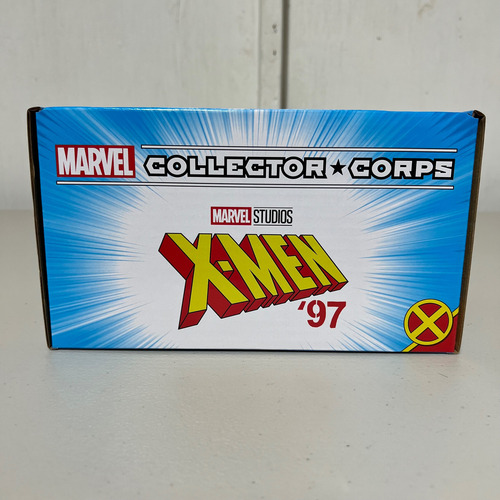 MARVEL COLLECTOR★CORPS
MARVEL STUDIOS
X-MEN
'97